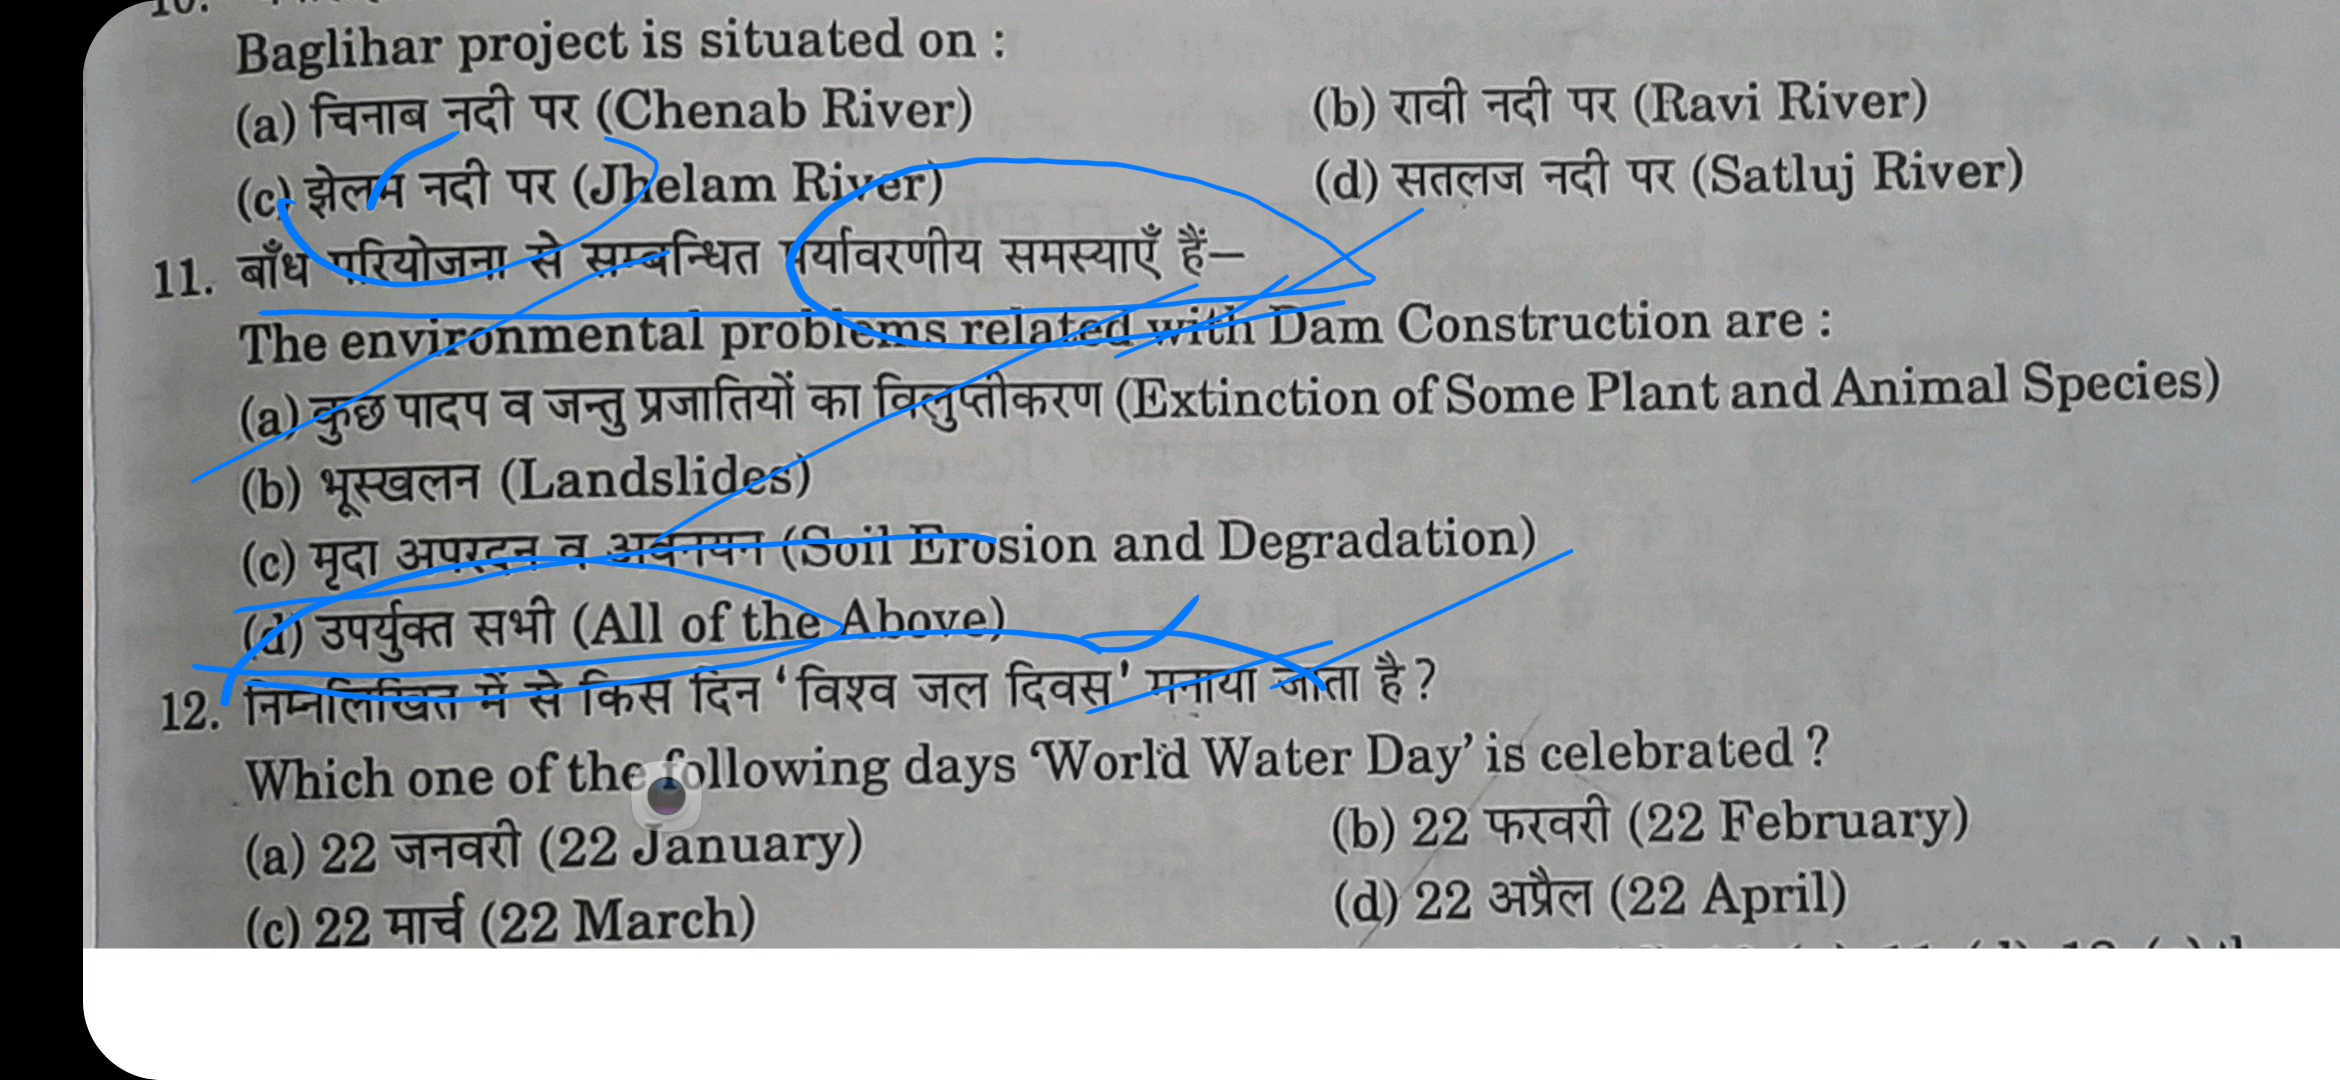 10.
Baglihar project is situated on :
(a) चिनाब नदी पर (Chenab River) (b) रावी नदी पर (Ravi River)
(c) झेलम नदी पर (Jhelam River) (d) सतलज नदी पर (Satluj River)
11. बाँध परियोजना से सम्बन्धित पर्यावरणीय समस्याएँ हैं–
The environmental problems related with Dam Construction are :
(a) कुछ पादप व जन्तु प्रजातियों का विलुप्तीकरण (Extinction of Some Plant and Animal Species)
(b) भूस्खलन (Landslides)
(c) मृदा अपरदन व अवनयन (Soil Erosion and Degradation)
(d) उपर्युक्त सभी (All of the Above)
12. निम्नलिखित में से किस दिन ‘विश्व जल दिवस’ मनाया जाता है?
Which one of the following days ‘World Water Day’ is celebrated?
(a) 22 जनवरी (22 January) (b) 22 फरवरी (22 February)
(c) 22 मार्च (22 March) (d) 22 अप्रैल (22 April)